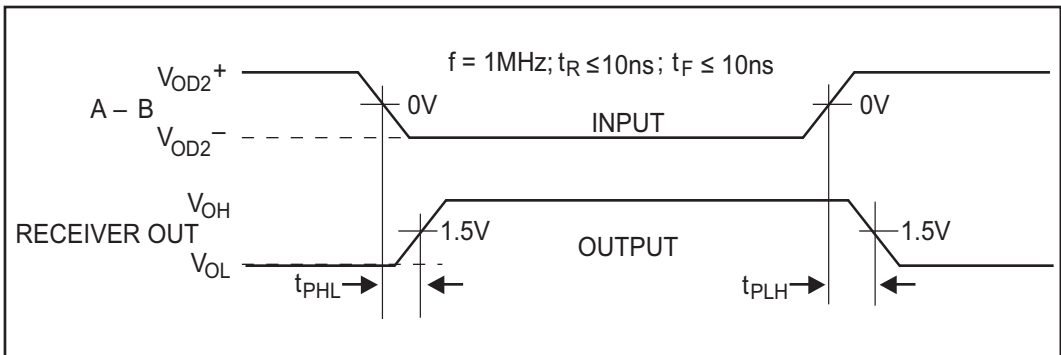 f = 1MHz; tR ≤10ns; tF ≤ 10ns
VOD2+
A – B
0V
0V
INPUT
VOD2–
VOH
RECEIVER OUT
1.5V
1.5V
OUTPUT
VOL
tPHL
tPLH